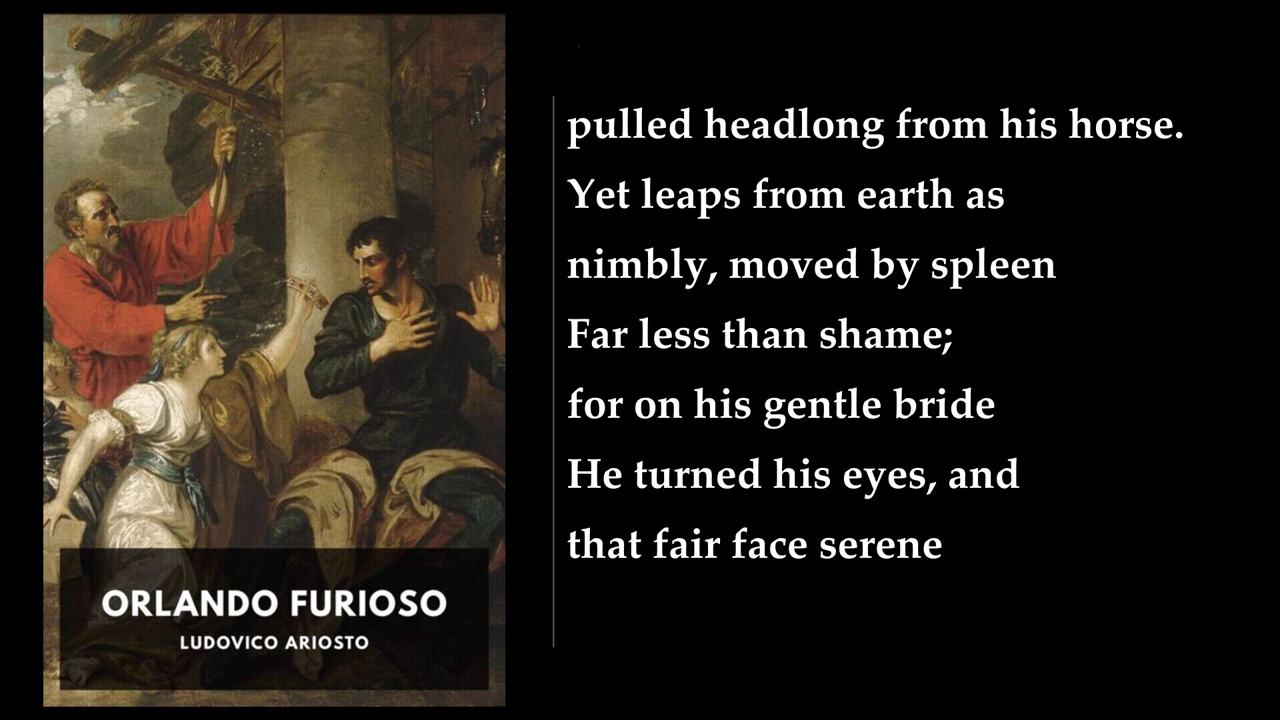 pulled headlong from his horse.
Yet leaps from earth as
nimbly, moved by spleen
Far less than shame;
for on his gentle bride
He turned his eyes, and
that fair face serene
ORLANDO FURIOSO
LUDOVICO ARIOSTO